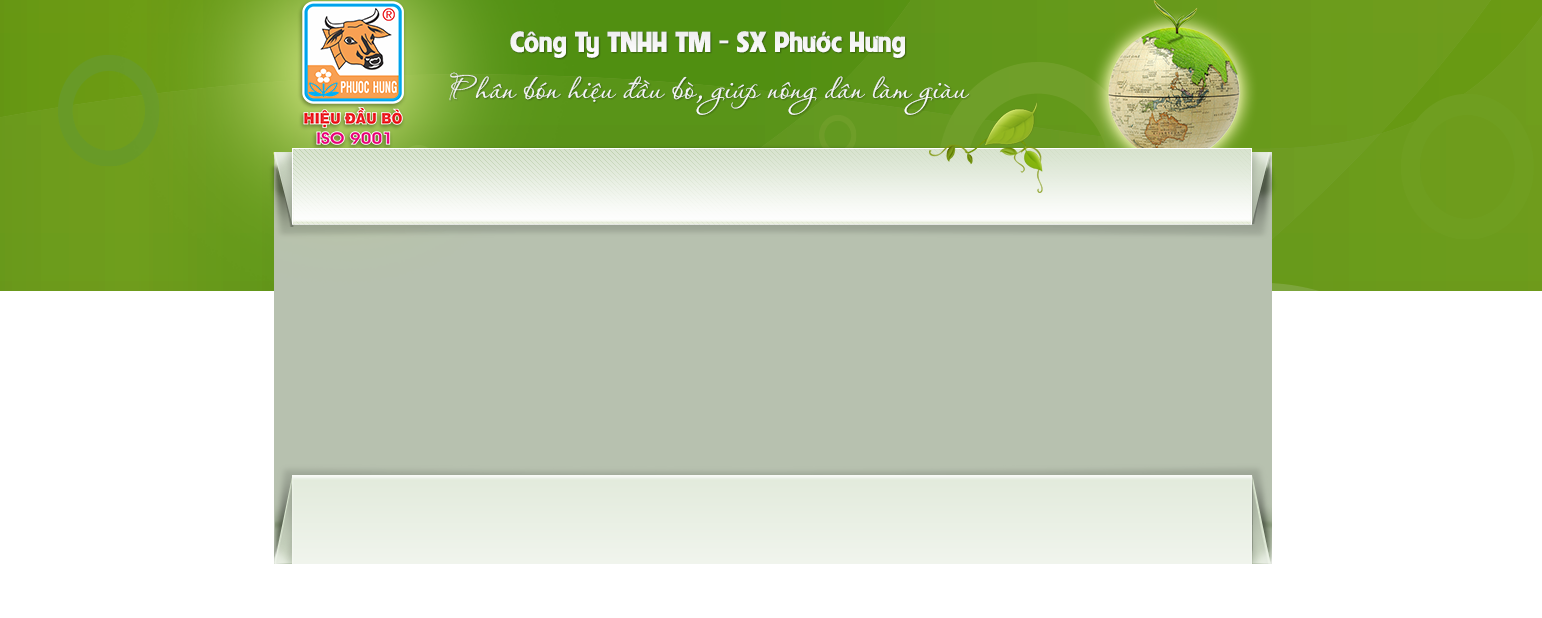 ®
PHUOC HUNG
HIỆU ĐẦU BÒ
ISO 9001
Công Ty TNHH TM - SX Phước Hưng
Phân bón hiệu đầu bò, giúp nông dân làm giàu